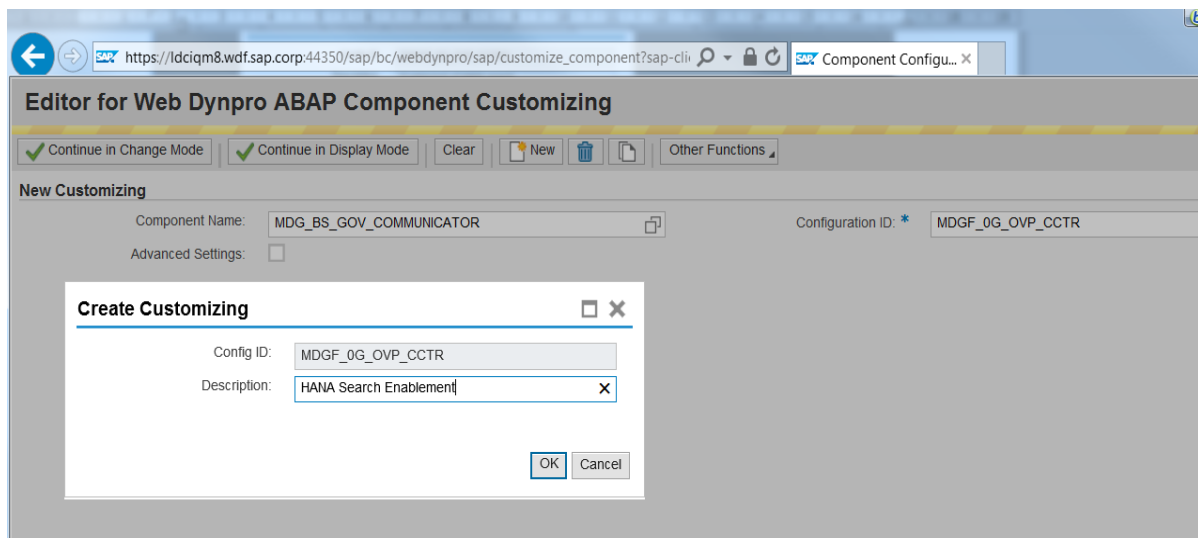 https://ldciqm8.wdf.sap.corp:44350/sap/bc/webdynpro/sap/customize_component?sap-cli
SAP Component Configu...
Editor for Web Dynpro ABAP Component Customizing
Continue in Change Mode Continue in Display Mode Clear New Other Functions
New Customizing
Component Name: MDG_BS_GOV_COMMUNICATOR Configuration ID: * MDGF_0G_OVP_CCTR
Advanced Settings:
Create Customizing
Config ID: MDGF_0G_OVP_CCTR
Description: HANA Search Enablement
OK Cancel